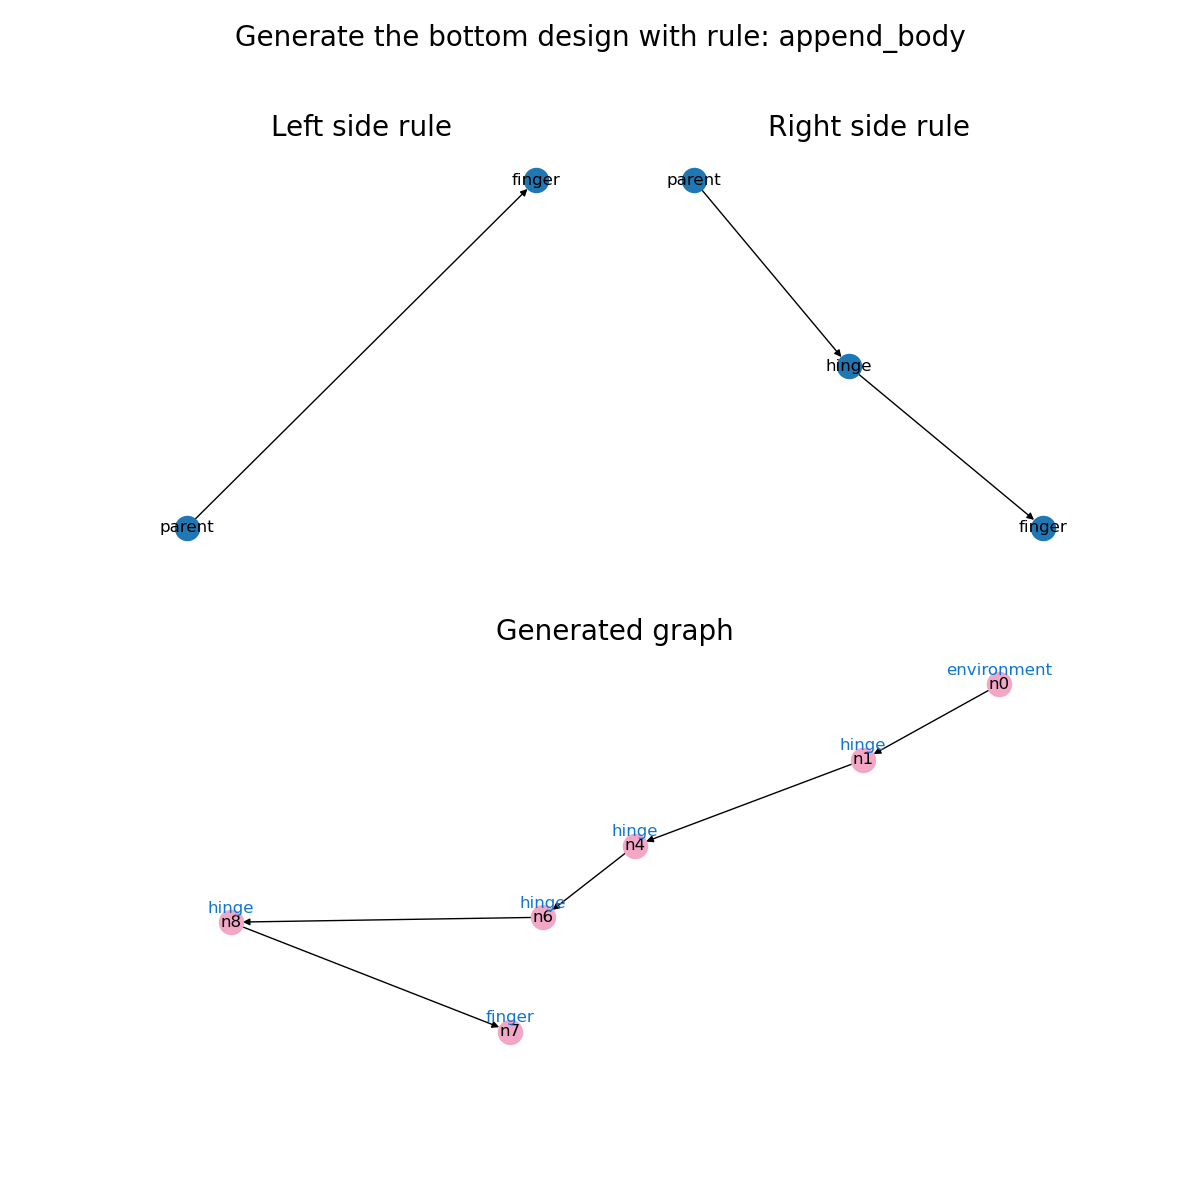 Generate the bottom design with rule: append_body
Left side rule
Right side rule
finger
parent
hinge
parent
finger
Generated graph
environment
n0
hinge
n1
hinge
n4
hinge
n6
hinge
n8
finger
n7